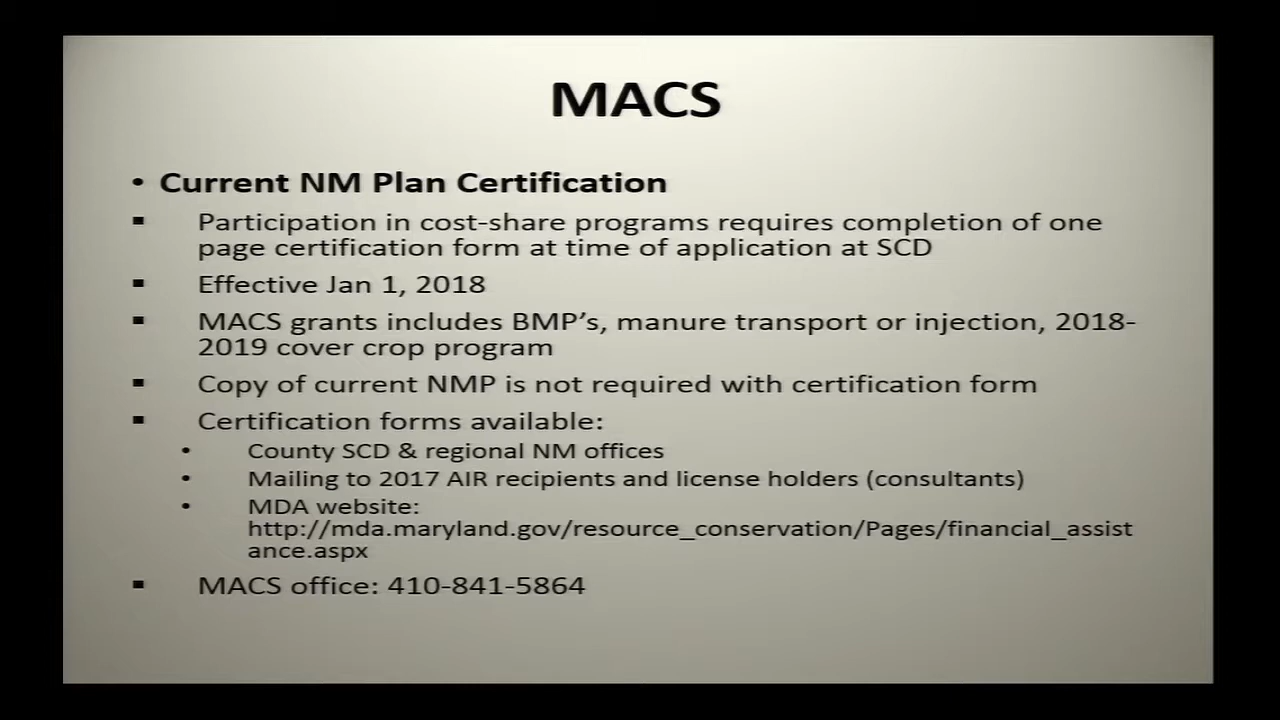 MACS
• Current NM Plan Certification
▪ Participation in cost-share programs requires completion of one
page certification form at time of application at SCD
▪ Effective Jan 1, 2018
▪ MACS grants includes BMP's, manure transport or injection, 2018-
2019 cover crop program
▪ Copy of current NMP is not required with certification form
▪ Certification forms available:
• County SCD & regional NM offices
• Mailing to 2017 AIR recipients and license holders (consultants)
• MDA website:
http://mda.maryland.gov/resource_conservation/Pages/financial_assist
ance.aspx
▪ MACS office: 410-841-5864